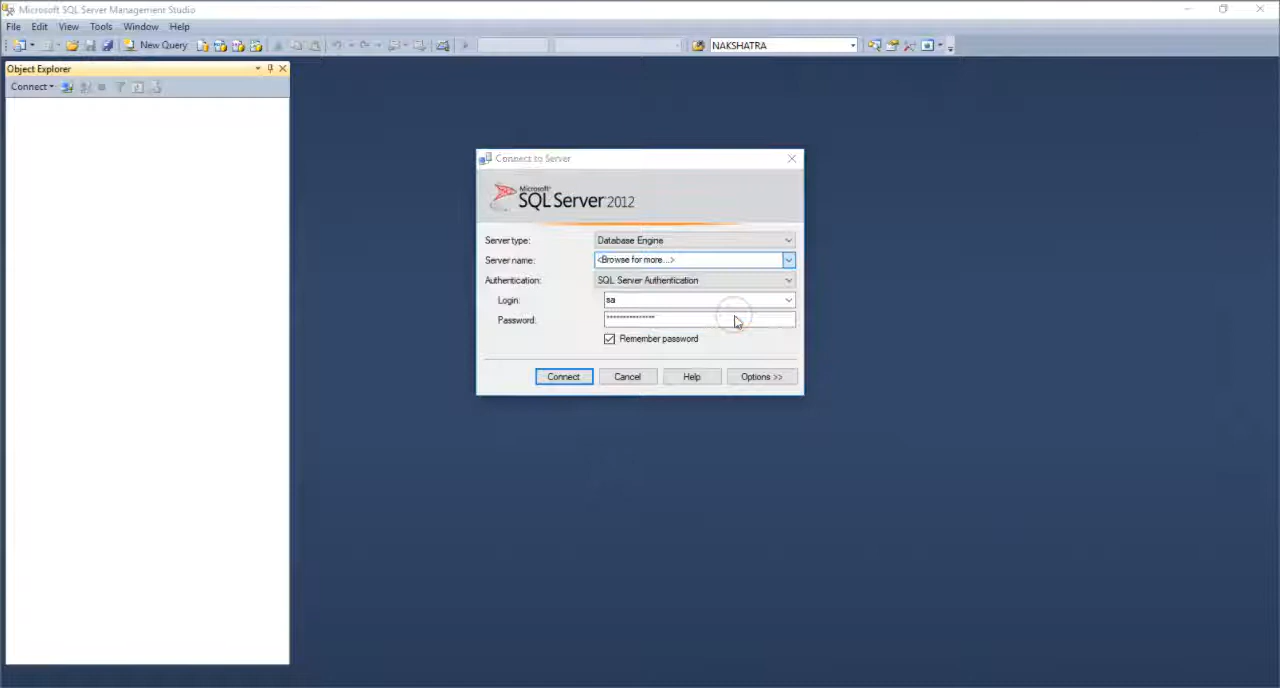 Microsoft SQL Server Management Studio
File Edit View Tools Window Help
New Query NAKSHATRA
Object Explorer
Connect
Connect to Server
Microsoft
SQL Server 2012
Server type: Database Engine
Server name: <Browse for more...>
Authentication: SQL Server Authentication
Login: sa
Password: ***************
Remember password
Connect Cancel Help Options >>